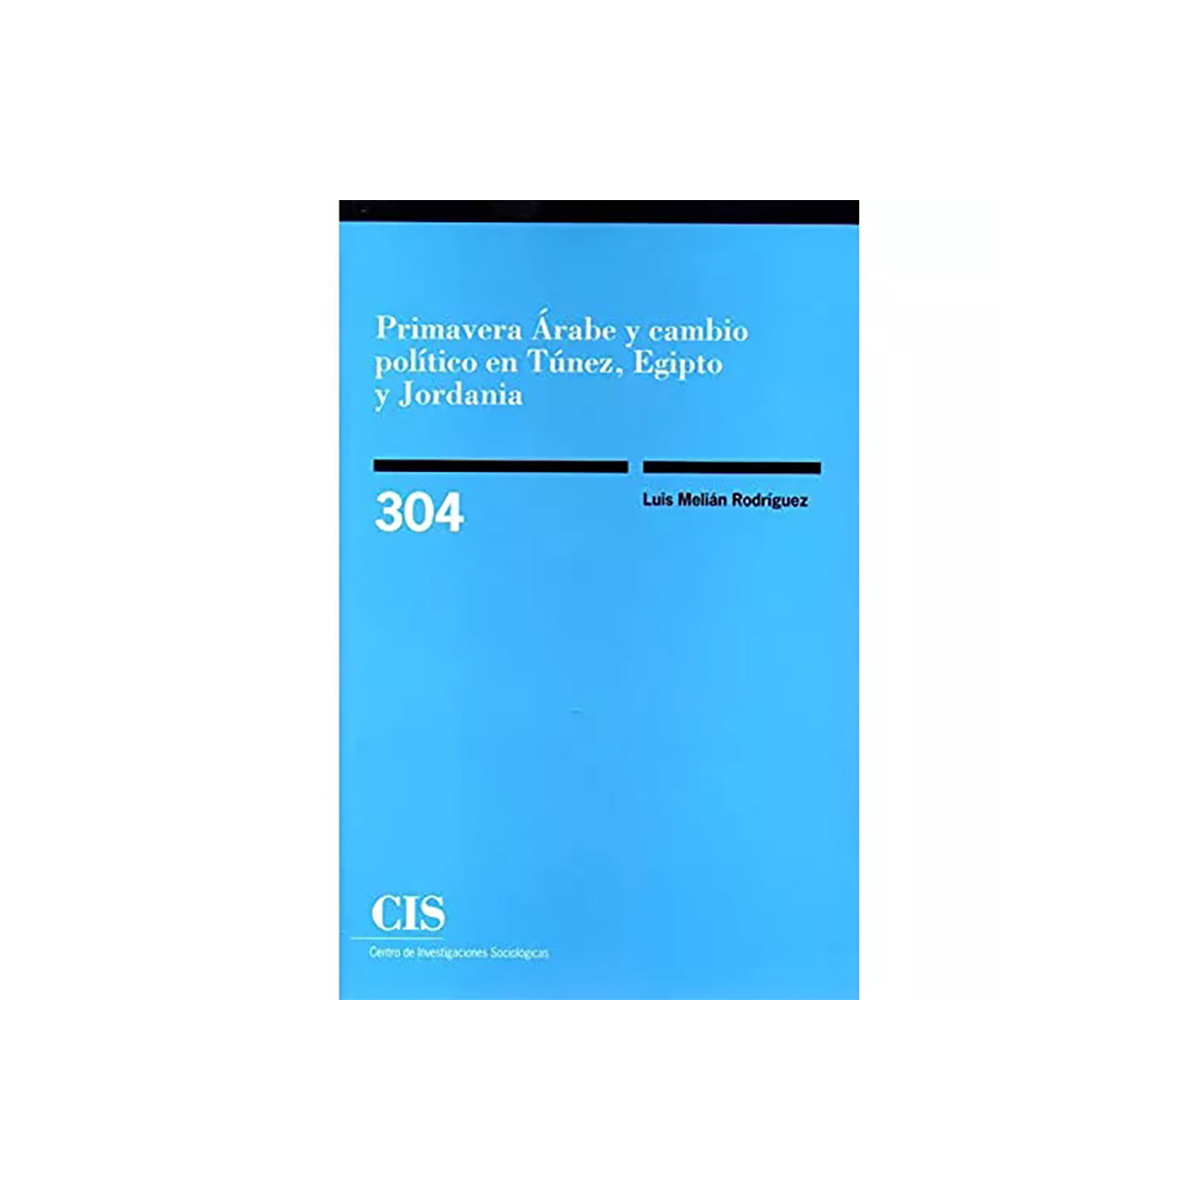 Primavera Árabe y cambio
político en Túnez, Egipto
y Jordania
304
Luis Melián Rodríguez
CIS
Centro de Investigaciones Sociológicas